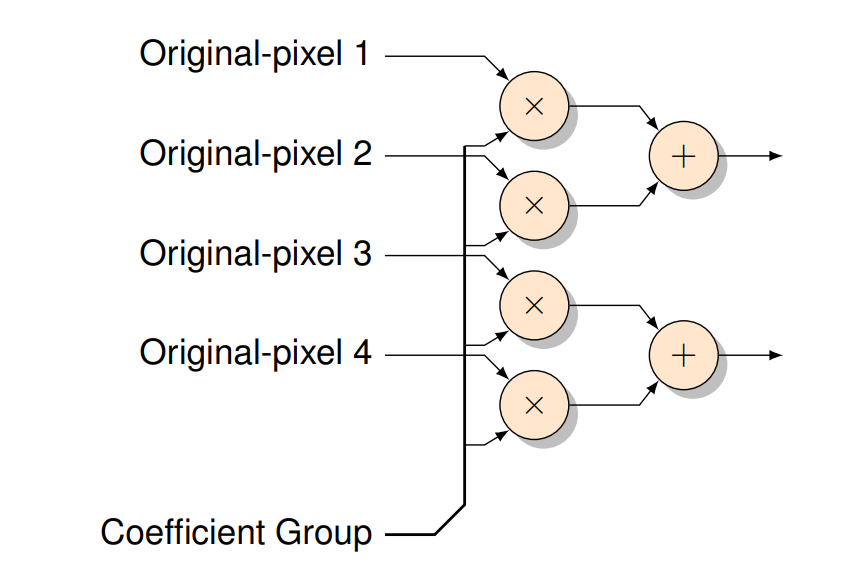 Original-pixel 1
×
Original-pixel 2
+
×
Original-pixel 3
×
Original-pixel 4
+
×
Coefficient Group